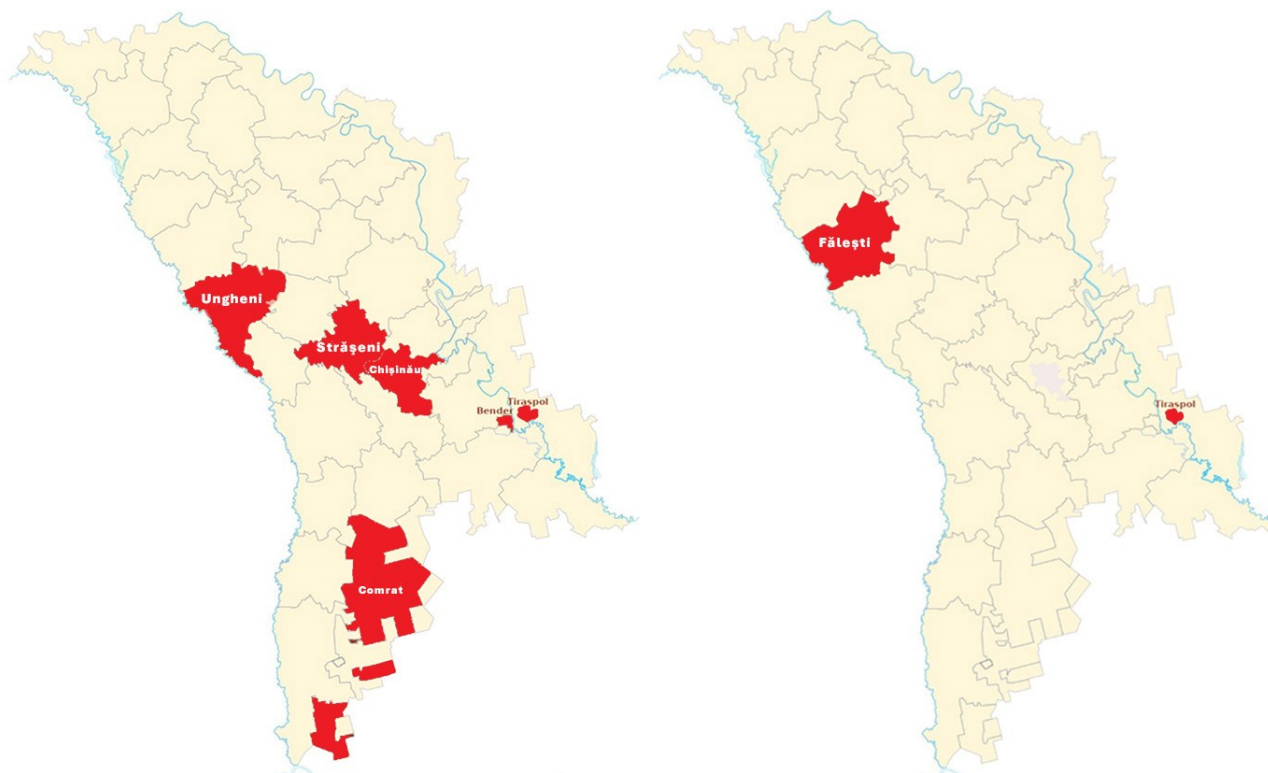 Ungheni
Strășeni
Chișinău
Tiraspol
Bender
Comrat
Fălești
Tiraspol